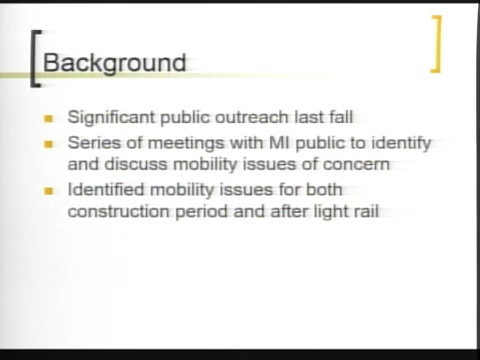 Background
Significant public outreach last fall
Series of meetings with MI public to identify
and discuss mobility issues of concern
Identified mobility issues for both
construction period and after light rail